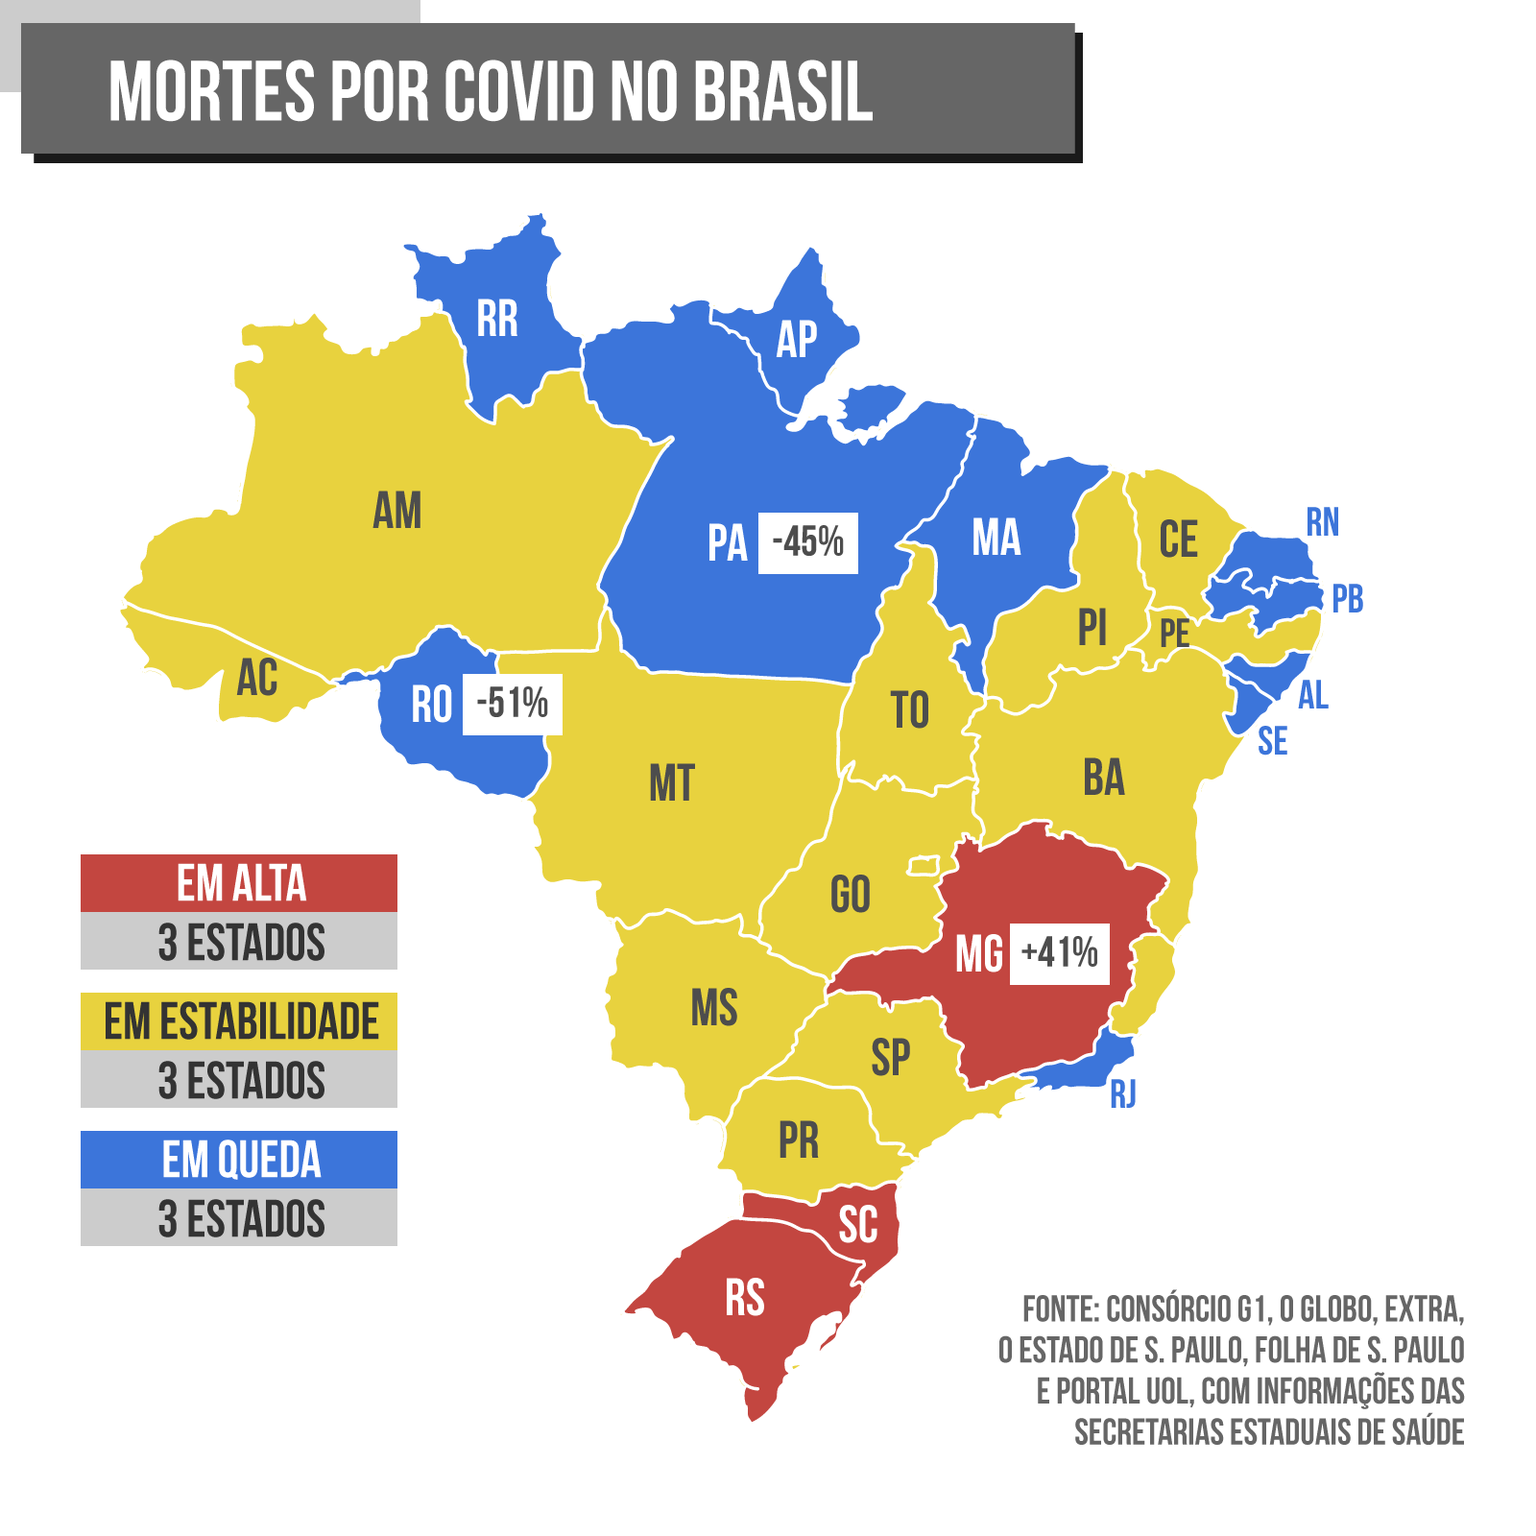 MORTES POR COVID NO BRASIL
RR
AP
AM
PA -45%
MA
CE
RN
PB
PI
PE
AC
RO -51%
TO
AL
SE
MT
BA
GO
MG +41%
MS
SP
RJ
PR
SC
RS
EM ALTA
3 ESTADOS
EM ESTABILIDADE
3 ESTADOS
EM QUEDA
3 ESTADOS
FONTE: CONSÓRCIO G1, O GLOBO, EXTRA,
O ESTADO DE S. PAULO, FOLHA DE S. PAULO
E PORTAL UOL, COM INFORMAÇÕES DAS
SECRETARIAS ESTADUAIS DE SAÚDE